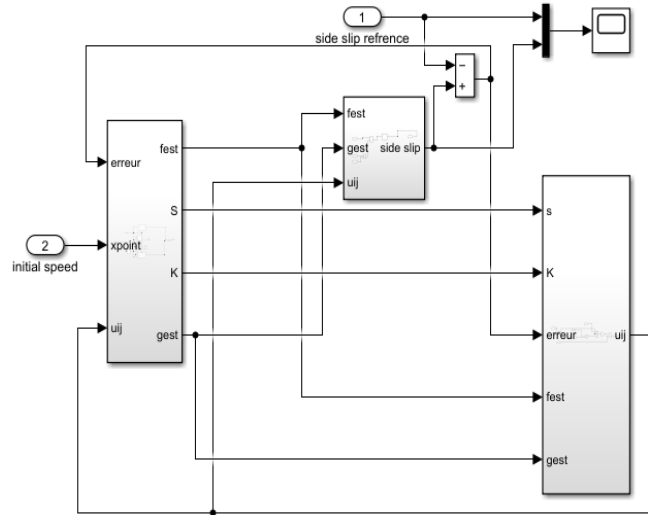 1
side slip refrence
−
+
fest
gest
side slip
uij
erreur
fest
S
2
xpoint
initial speed
K
uij
gest
s
K
erreur
uij
fest
gest